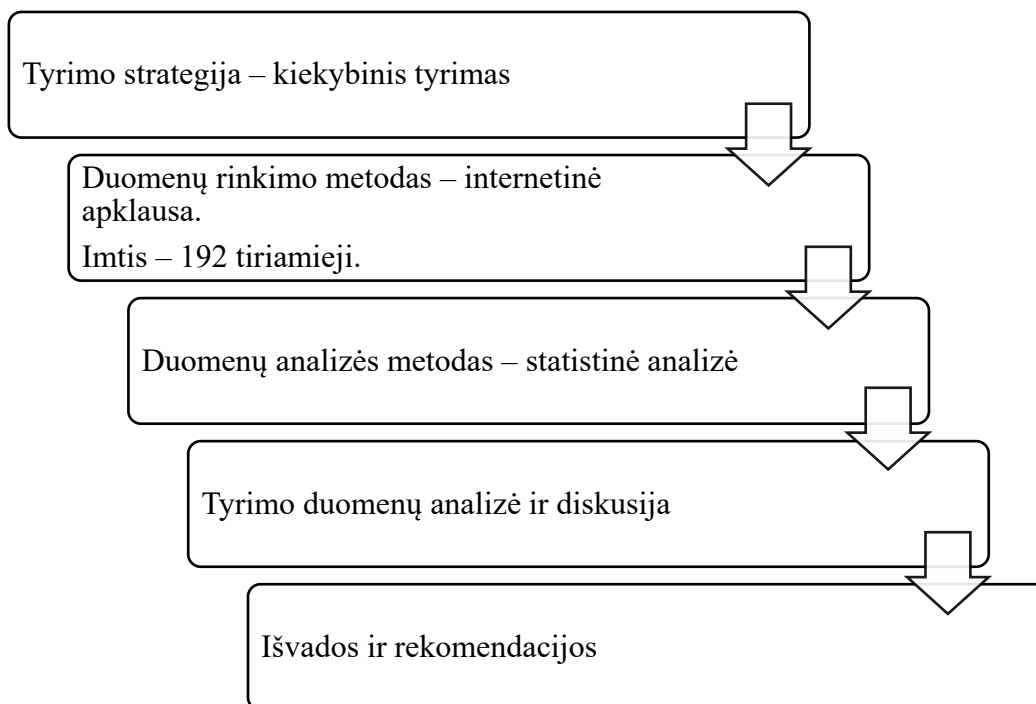 Tyrimo strategija – kiekybinis tyrimas
Duomenų rinkimo metodas – internetinė
apklausa.
Imtis – 192 tiriamieji.
Duomenų analizės metodas – statistinė analizė
Tyrimo duomenų analizė ir diskusija
Išvados ir rekomendacijos